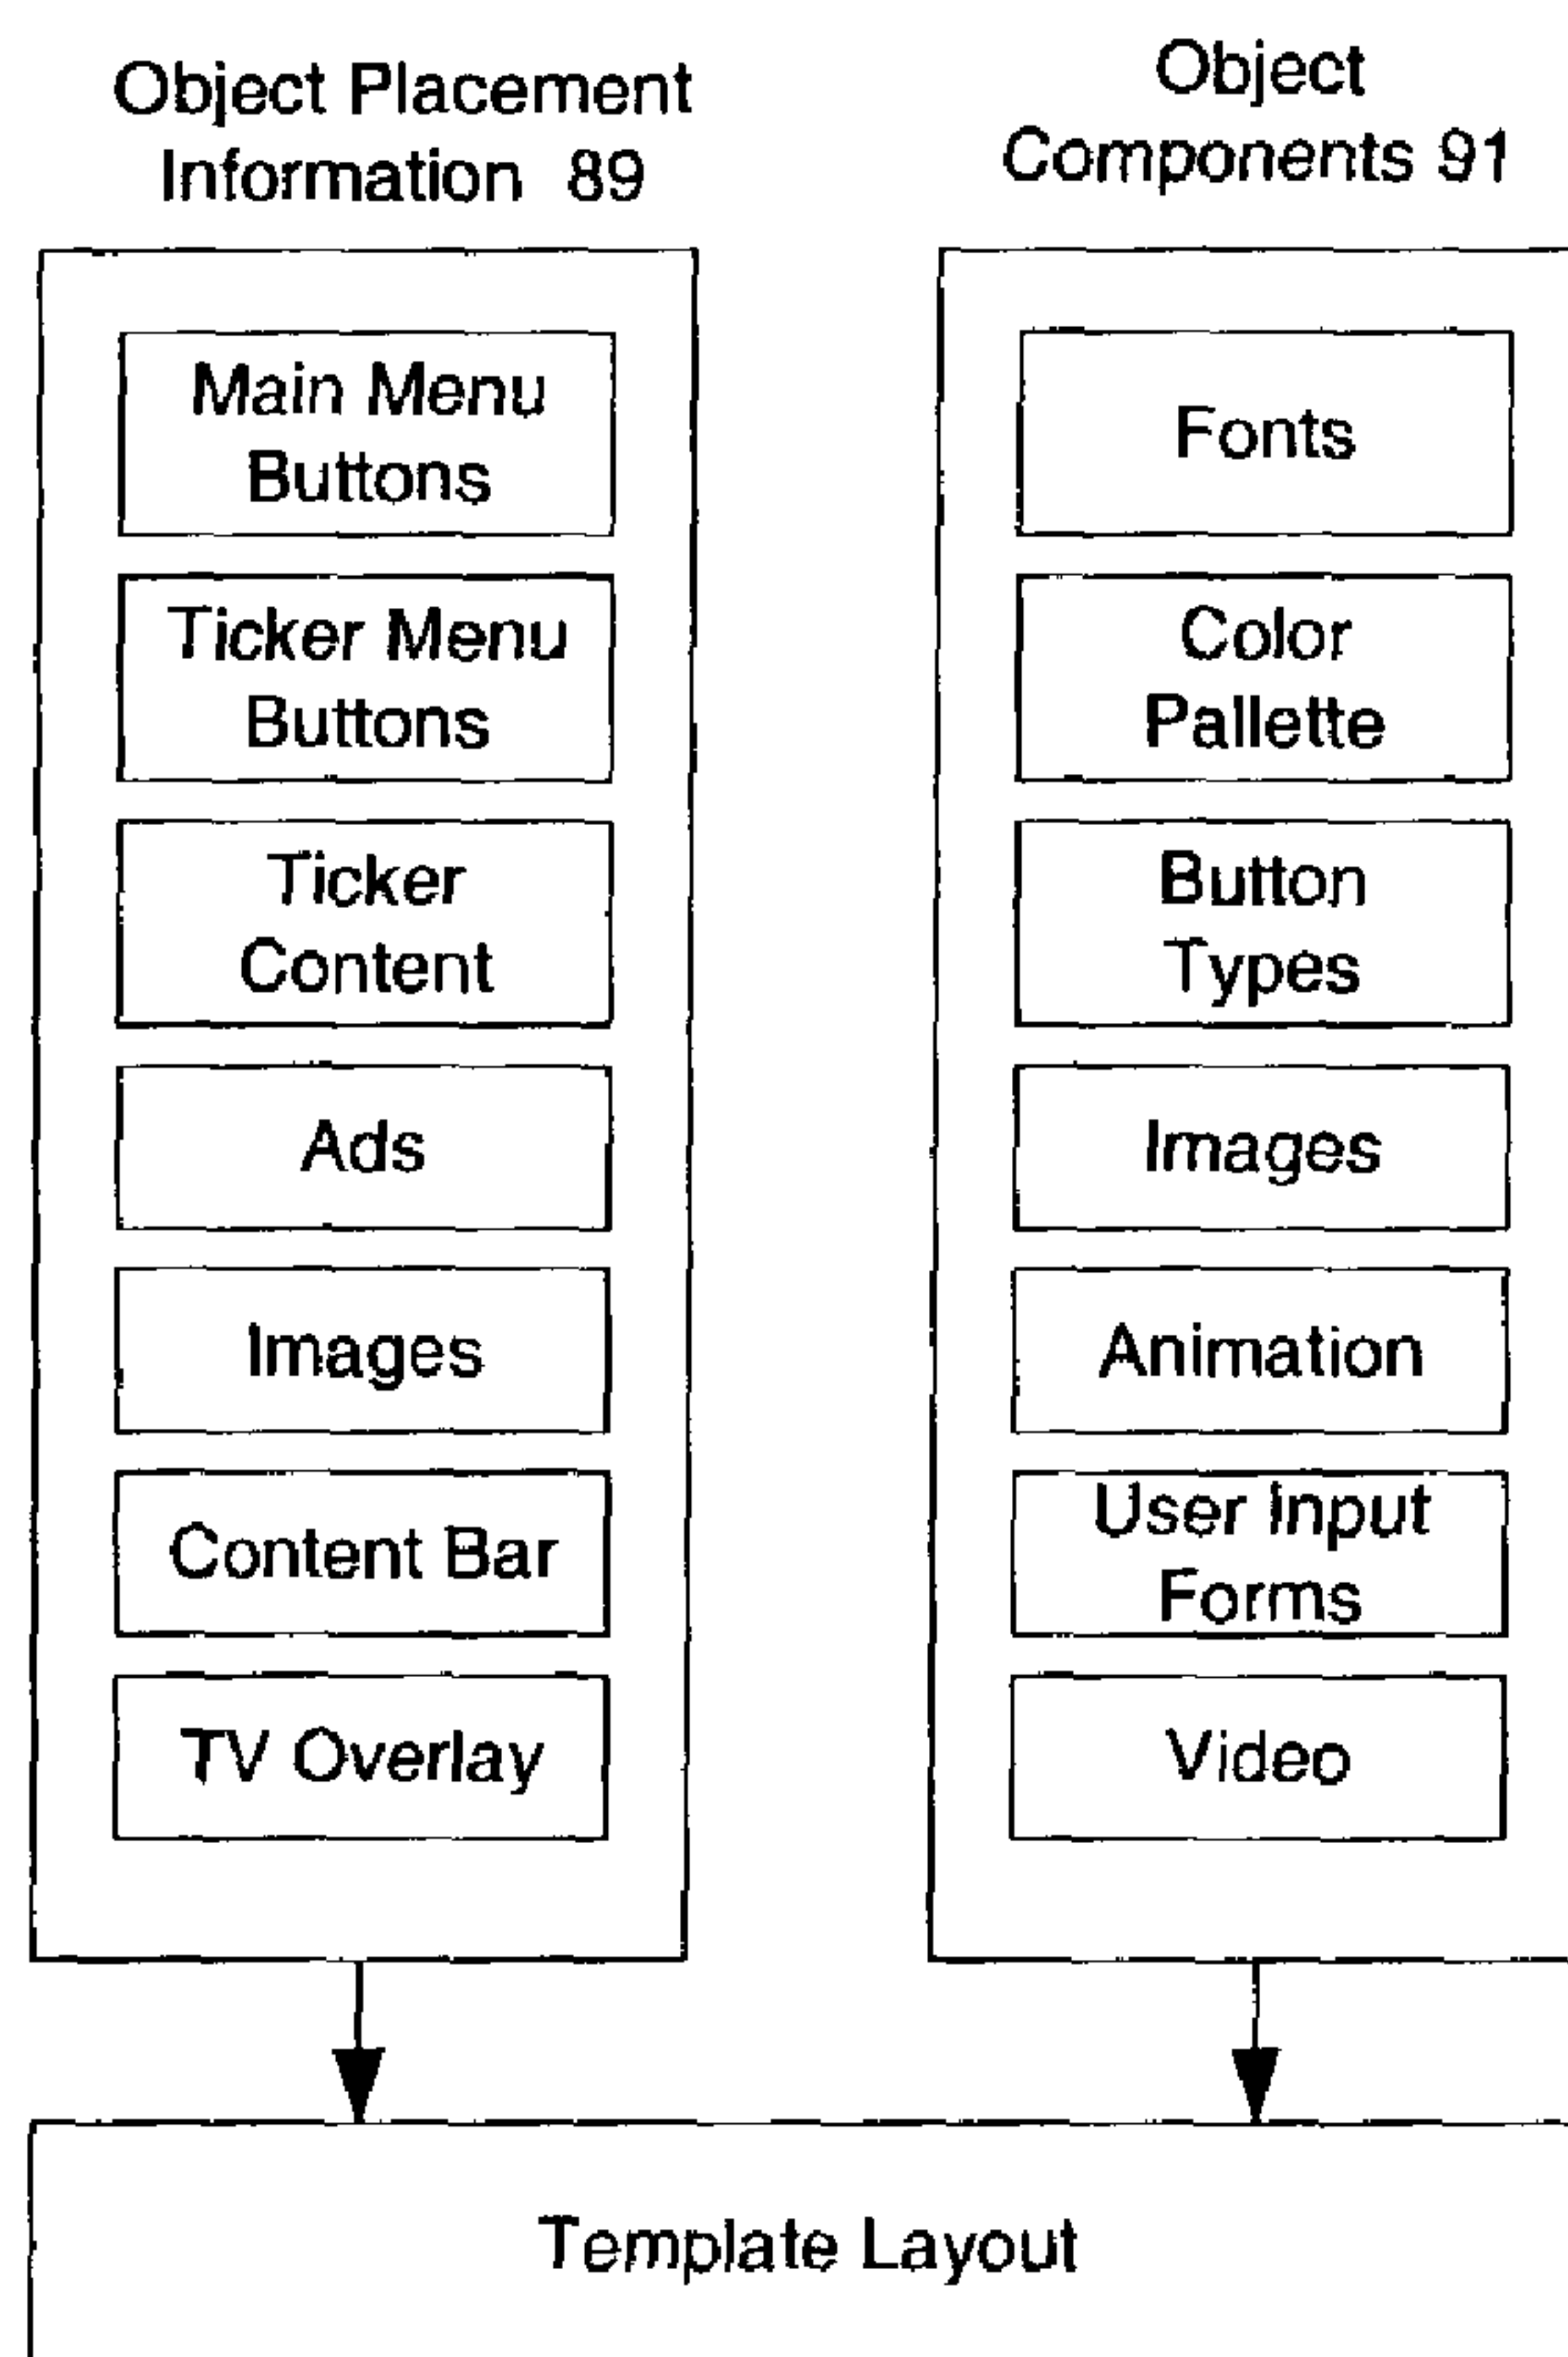 Object Placement
Information 89
Main Menu
Buttons
Ticker Menu
Buttons
Ticker
Content
Ads
Images
Content Bar
TV Overlay
Object
Components 91
Fonts
Color
Pallette
Button
Types
Images
Animation
User Input
Forms
Video
Template Layout